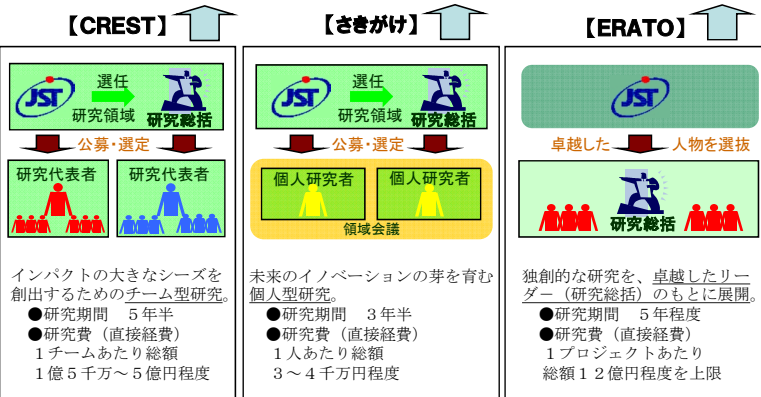 【CREST】
JST
選任
研究領域
研究総括
公募・選定
研究代表者
研究代表者
インパクトの大きなシーズを
創出するためのチーム型研究。
●研究期間 5年半
●研究費（直接経費）
1チームあたり総額
1億5千万～5億円程度
【さきがけ】
JST
選任
研究領域
研究総括
公募・選定
個人研究者
個人研究者
領域会議
未来のイノベーションの芽を育む
個人型研究。
●研究期間 3年半
●研究費（直接経費）
1人あたり総額
3～4千万円程度
【ERATO】
JST
卓越した
人物を選抜
研究総括
独創的な研究を、卓越したリー
ダー（研究総括）のもとに展開。
●研究期間 5年程度
●研究費（直接経費）
1プロジェクトあたり
総額12億円程度を上限